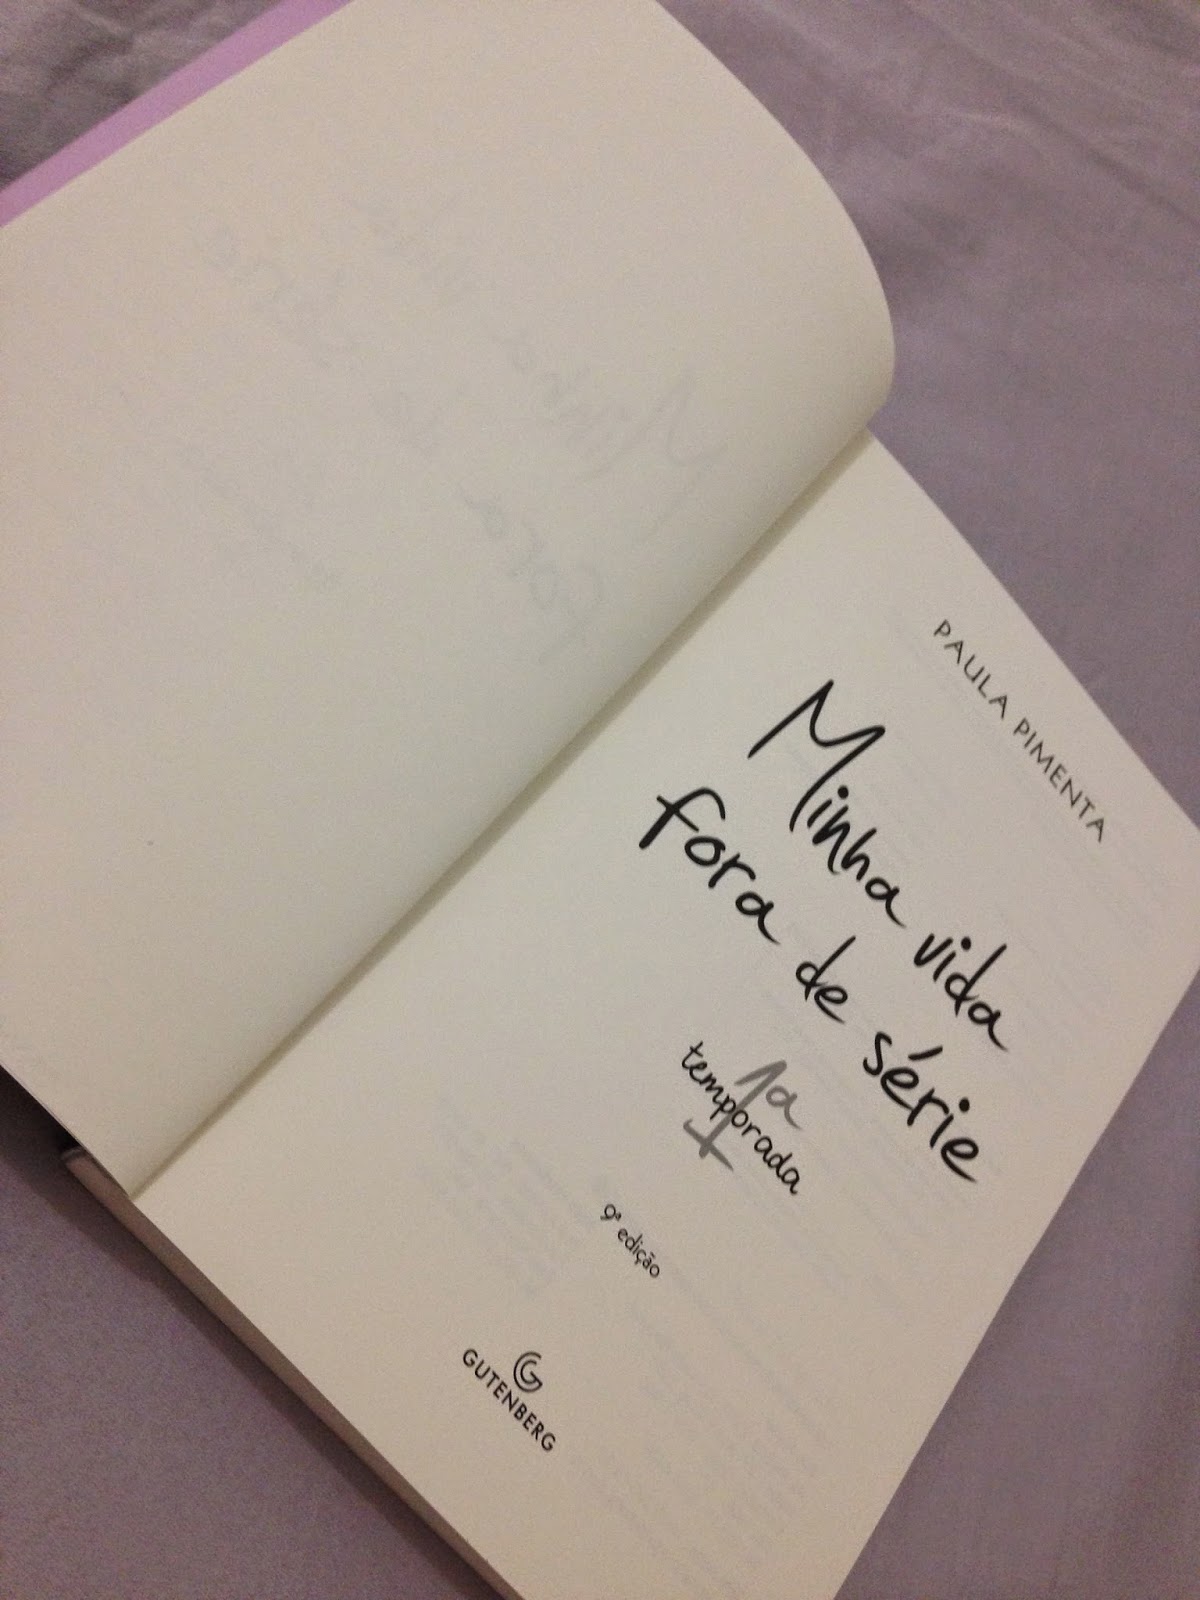 PAULA PIMENTA
Minha vida
fora de série
1a
temporada
9ª edição
G
GUTENBERG